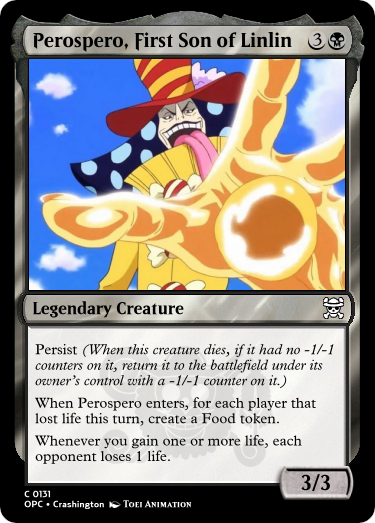 Perospero, First Son of Linlin 3
Legendary Creature
Persist (When this creature dies, if it had no -1/-1
counters on it, return it to the battlefield under its
owner's control with a -1/-1 counter on it.)
When Perospero enters, for each player that
lost life this turn, create a Food token.
Whenever you gain one or more life, each
opponent loses 1 life.
3/3
C 0131
OPC • Crashington TOEI ANIMATION